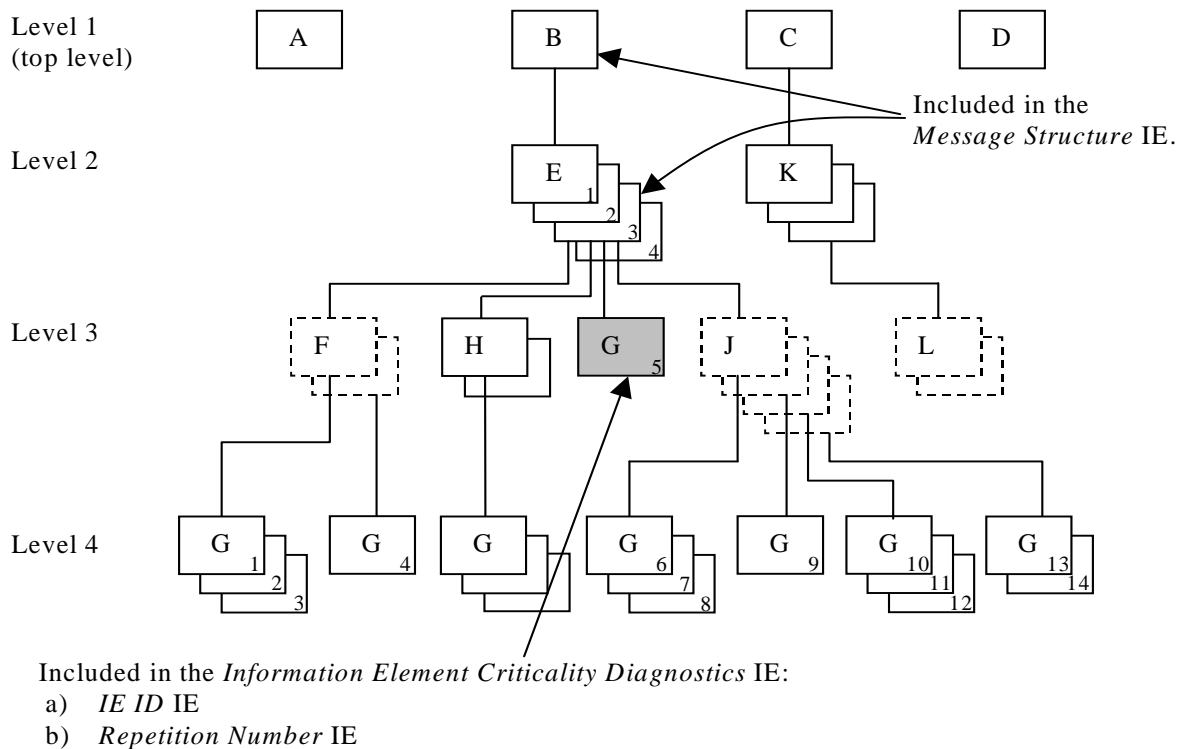 Level 1
(top level)
A
B
C
D
Included in the
Message Structure IE.
Level 2
E
1
2
3
4
K
Level 3
F
H
G
5
J
L
Level 4
G
1
2
3
G
4
G
G
6
7
8
G
9
G
10
11
12
G
13
14
Included in the Information Element Criticality Diagnostics IE:
a) IE ID IE
b) Repetition Number IE